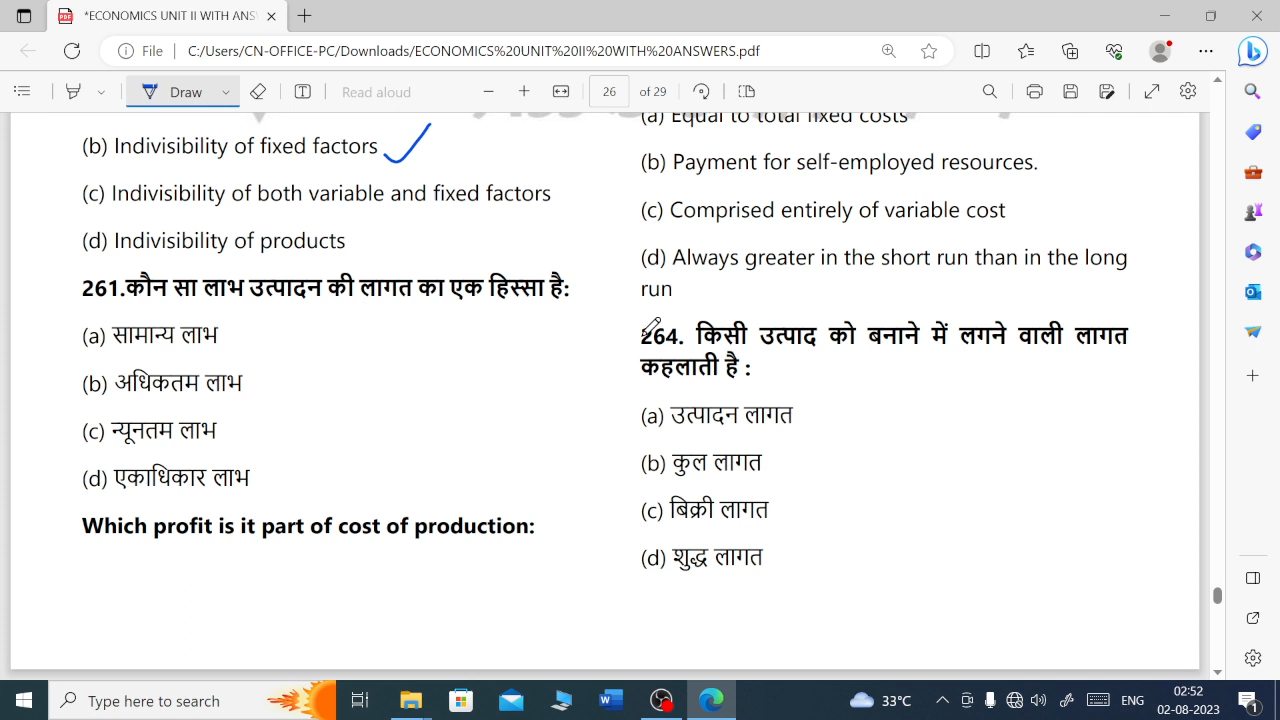 *ECONOMICS UNIT II WITH ANS
File
C:/Users/CN-OFFICE-PC/Downloads/ECONOMICS%20UNIT%20II%20WITH%20ANSWERS.pdf
Draw
Read aloud
26
of 29
(b) Indivisibility of fixed factors
(c) Indivisibility of both variable and fixed factors
(d) Indivisibility of products
261.कौन सा लाभ उत्पादन की लागत का एक हिस्सा है:
(a) सामान्य लाभ
(b) अधिकतम लाभ
(c) न्यूनतम लाभ
(d) एकाधिकार लाभ
Which profit is it part of cost of production:
(a) Equal to total fixed costs
(b) Payment for self-employed resources.
(c) Comprised entirely of variable cost
(d) Always greater in the short run than in the long
run
264. किसी उत्पाद को बनाने में लगने वाली लागत
कहलाती है :
(a) उत्पादन लागत
(b) कुल लागत
(c) बिक्री लागत
(d) शुद्ध लागत
Type here to search
33°C
ENG
02:52
02-08-2023
1